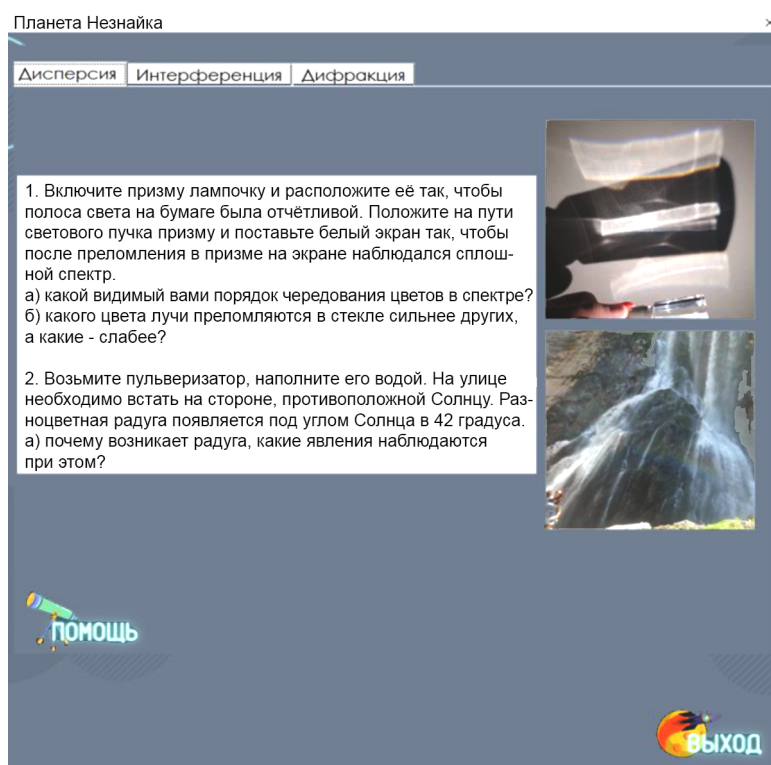 Планета Незнайка
×
Дисперсия Интерференция Дифракция
1. Включите призму лампочку и расположите её так, чтобы
полоса света на бумаге была отчётливой. Положите на пути
светового пучка призму и поставьте белый экран так, чтобы
после преломления в призме на экране наблюдался сплош-
ной спектр.
а) какой видимый вами порядок чередования цветов в спектре?
б) какого цвета лучи преломляются в стекле сильнее других,
а какие - слабее?
2. Возьмите пульверизатор, наполните его водой. На улице
необходимо встать на стороне, противоположной Солнцу. Раз-
ноцветная радуга появляется под углом Солнца в 42 градуса.
а) почему возникает радуга, какие явления наблюдаются
при этом?
ПОМОЩЬ
ВЫХОД